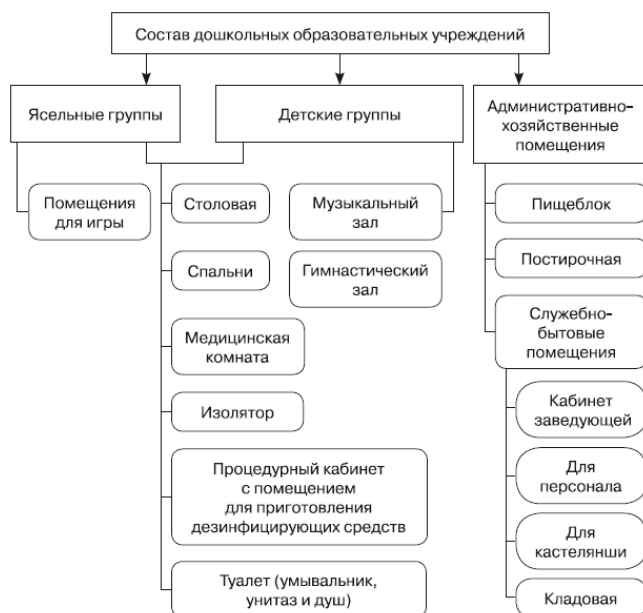 Состав дошкольных образовательных учреждений
Ясельные группы
Детские группы
Административно-
хозяйственные
помещения
Помещения
для игры
Столовая
Спальни
Медицинская
комната
Изолятор
Процедурный кабинет
с помещением
для приготовления
дезинфицирующих средств
Туалет (умывальник,
унитаз и душ)
Музыкальный
зал
Гимнастический
зал
Пищеблок
Постирочная
Служебно-
бытовые
помещения
Кабинет
заведующей
Для
персонала
Для
кастелянши
Кладовая